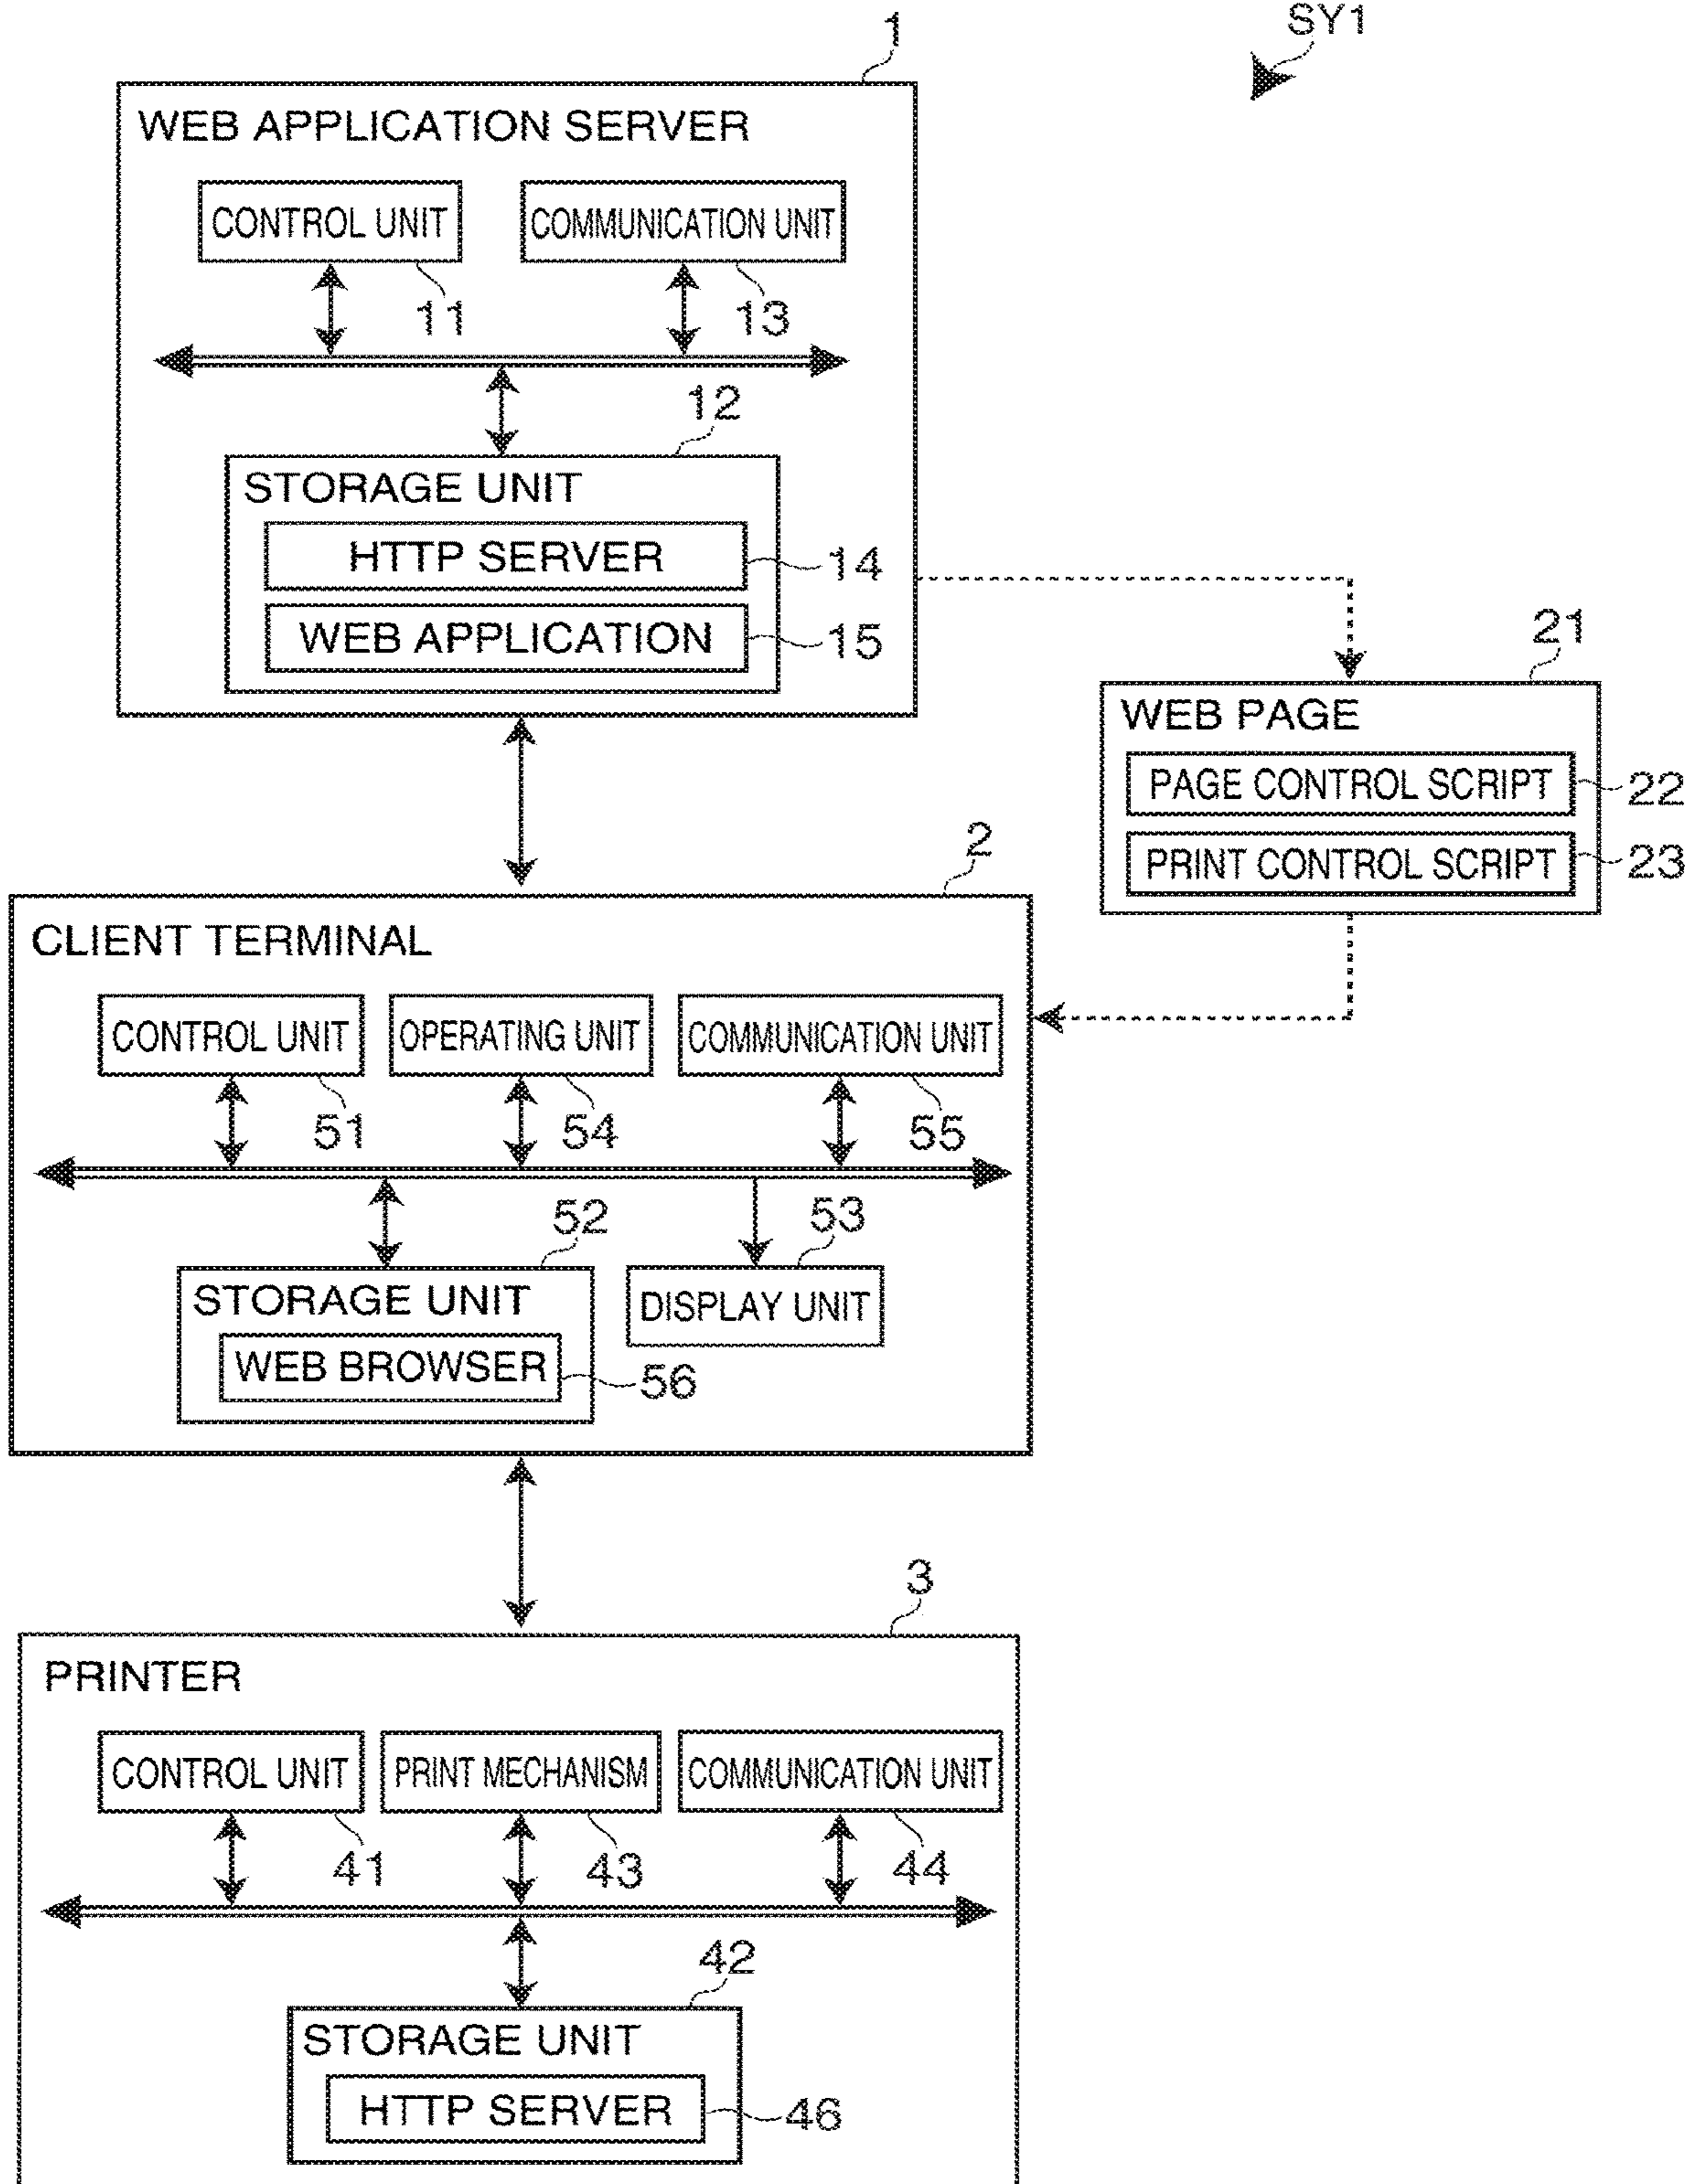 SY1
1
WEB APPLICATION SERVER
CONTROL UNIT
COMMUNICATION UNIT
11
13
12
STORAGE UNIT
HTTP SERVER
14
WEB APPLICATION
15
21
WEB PAGE
PAGE CONTROL SCRIPT
22
PRINT CONTROL SCRIPT
23
2
CLIENT TERMINAL
CONTROL UNIT
OPERATING UNIT
COMMUNICATION UNIT
51
54
55
52
53
STORAGE UNIT
DISPLAY UNIT
WEB BROWSER
56
3
PRINTER
CONTROL UNIT
PRINT MECHANISM
COMMUNICATION UNIT
41
43
44
42
STORAGE UNIT
HTTP SERVER
46